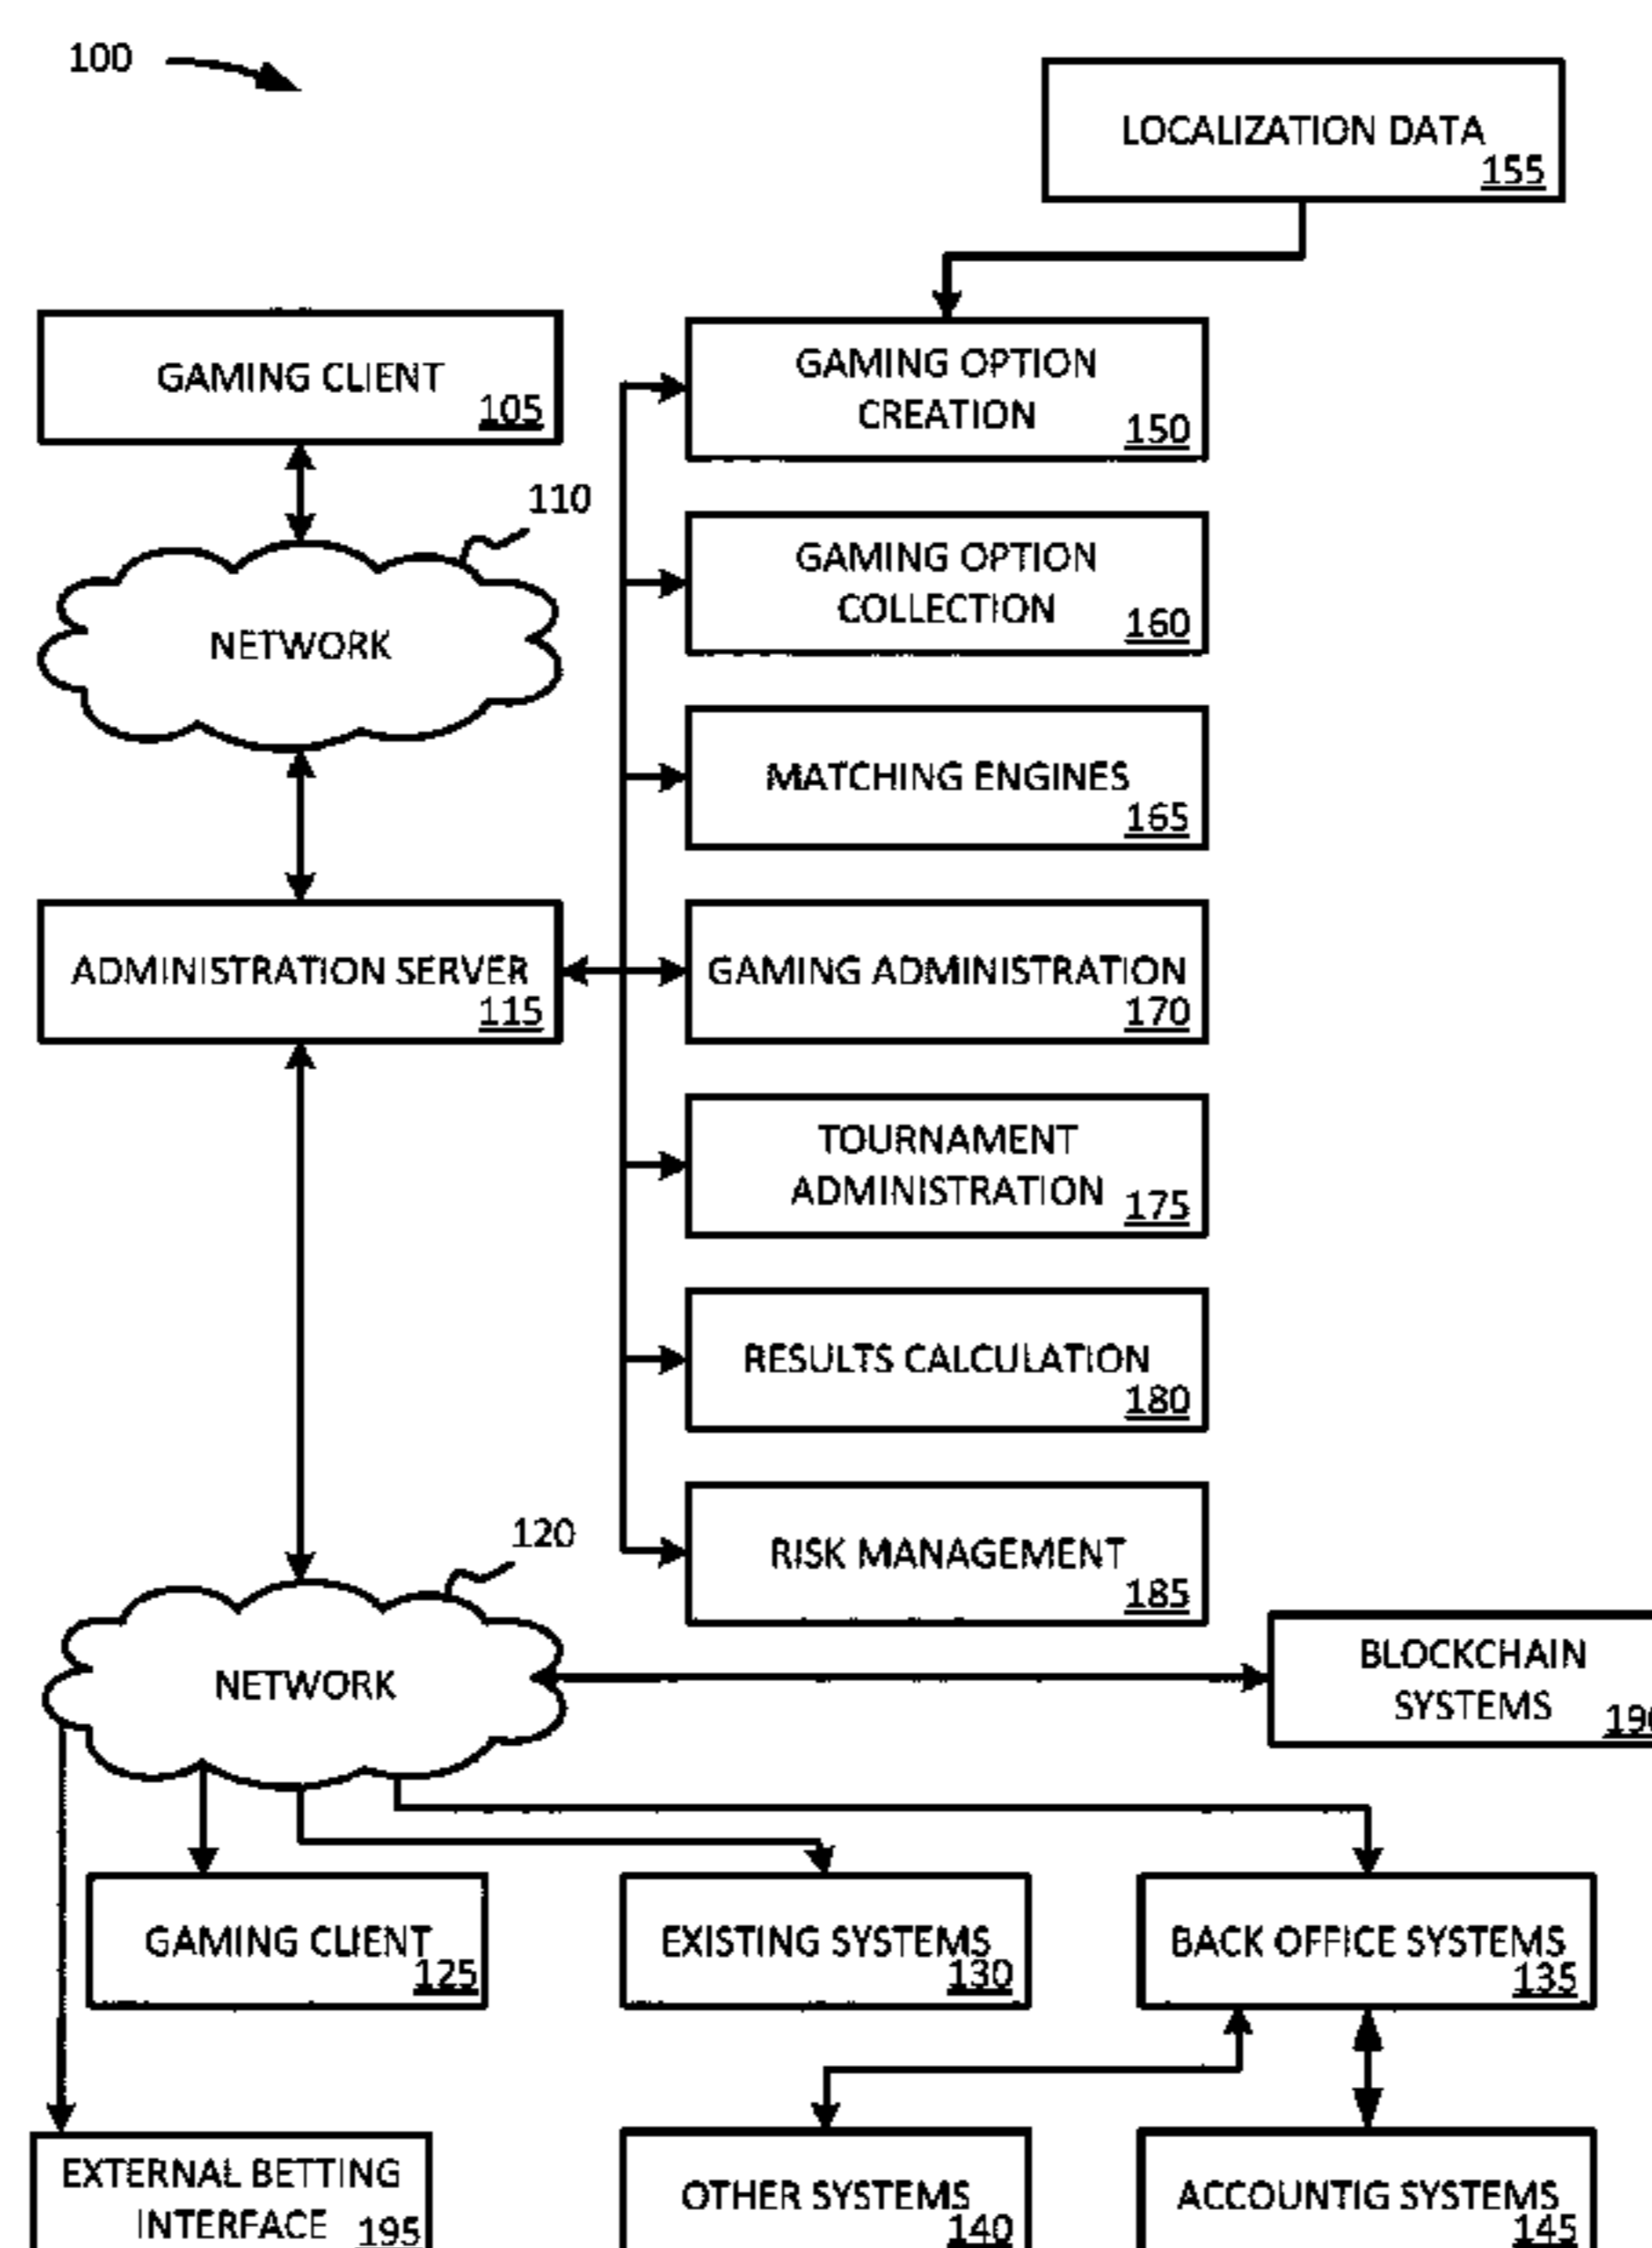 100
LOCALIZATION DATA
155
GAMING CLIENT
105
GAMING OPTION
CREATION
150
110
NETWORK
GAMING OPTION
COLLECTION
160
MATCHING ENGINES
165
ADMINISTRATION SERVER
115
GAMING ADMINISTRATION
170
TOURNAMENT
ADMINISTRATION
175
RESULTS CALCULATION
180
RISK MANAGEMENT
185
120
NETWORK
BLOCKCHAIN
SYSTEMS
GAMING CLIENT
125
EXISTING SYSTEMS
130
BACK OFFICE SYSTEMS
135
EXTERNAL BETTING
INTERFACE
195
OTHER SYSTEMS
140
ACCOUNTIG SYSTEMS
145